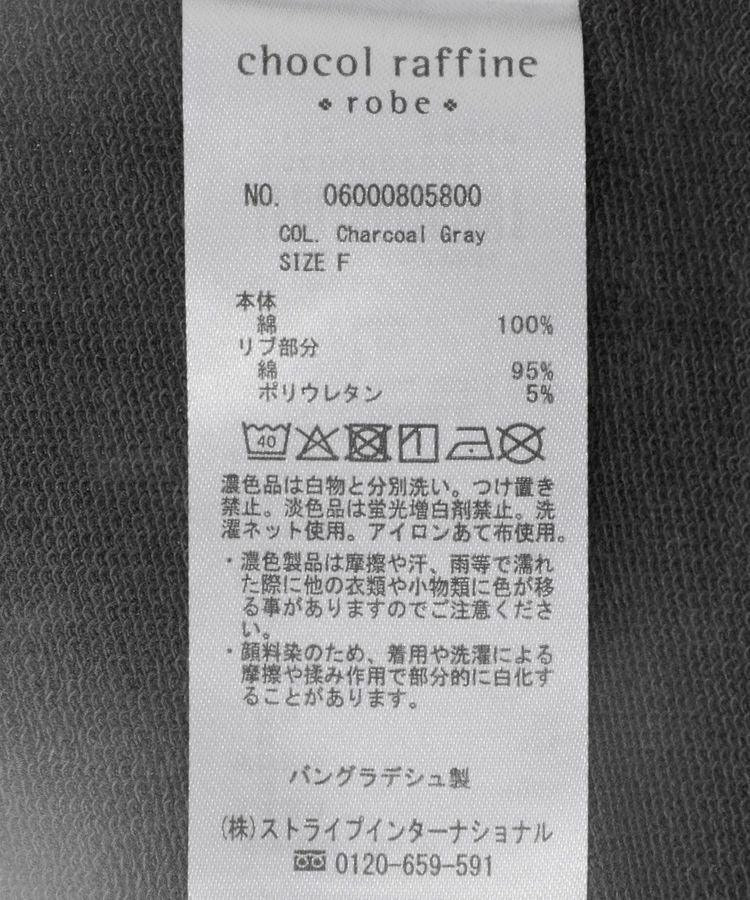 chocol raffine
robe
NO. 06000805800
COL. Charcoal Gray
SIZE F
本体
綿 100%
リブ部分
綿 95%
ポリウレタン 5%
40
濃色品は白物と分別洗い。つけ置き
禁止。淡色品は蛍光増白剤禁止。洗
濯ネット使用。アイロンあて布使用。
・濃色製品は摩擦や汗、雨等で濡れ
た際に他の衣類や小物類に色が移
る事がありますのでご注意くださ
い。
・顔料染のため、着用や洗濯による
摩擦や揉み作用で部分的に白化す
ることがあります。
バングラデシュ製
(株)ストライプインターナショナル
0120-659-591